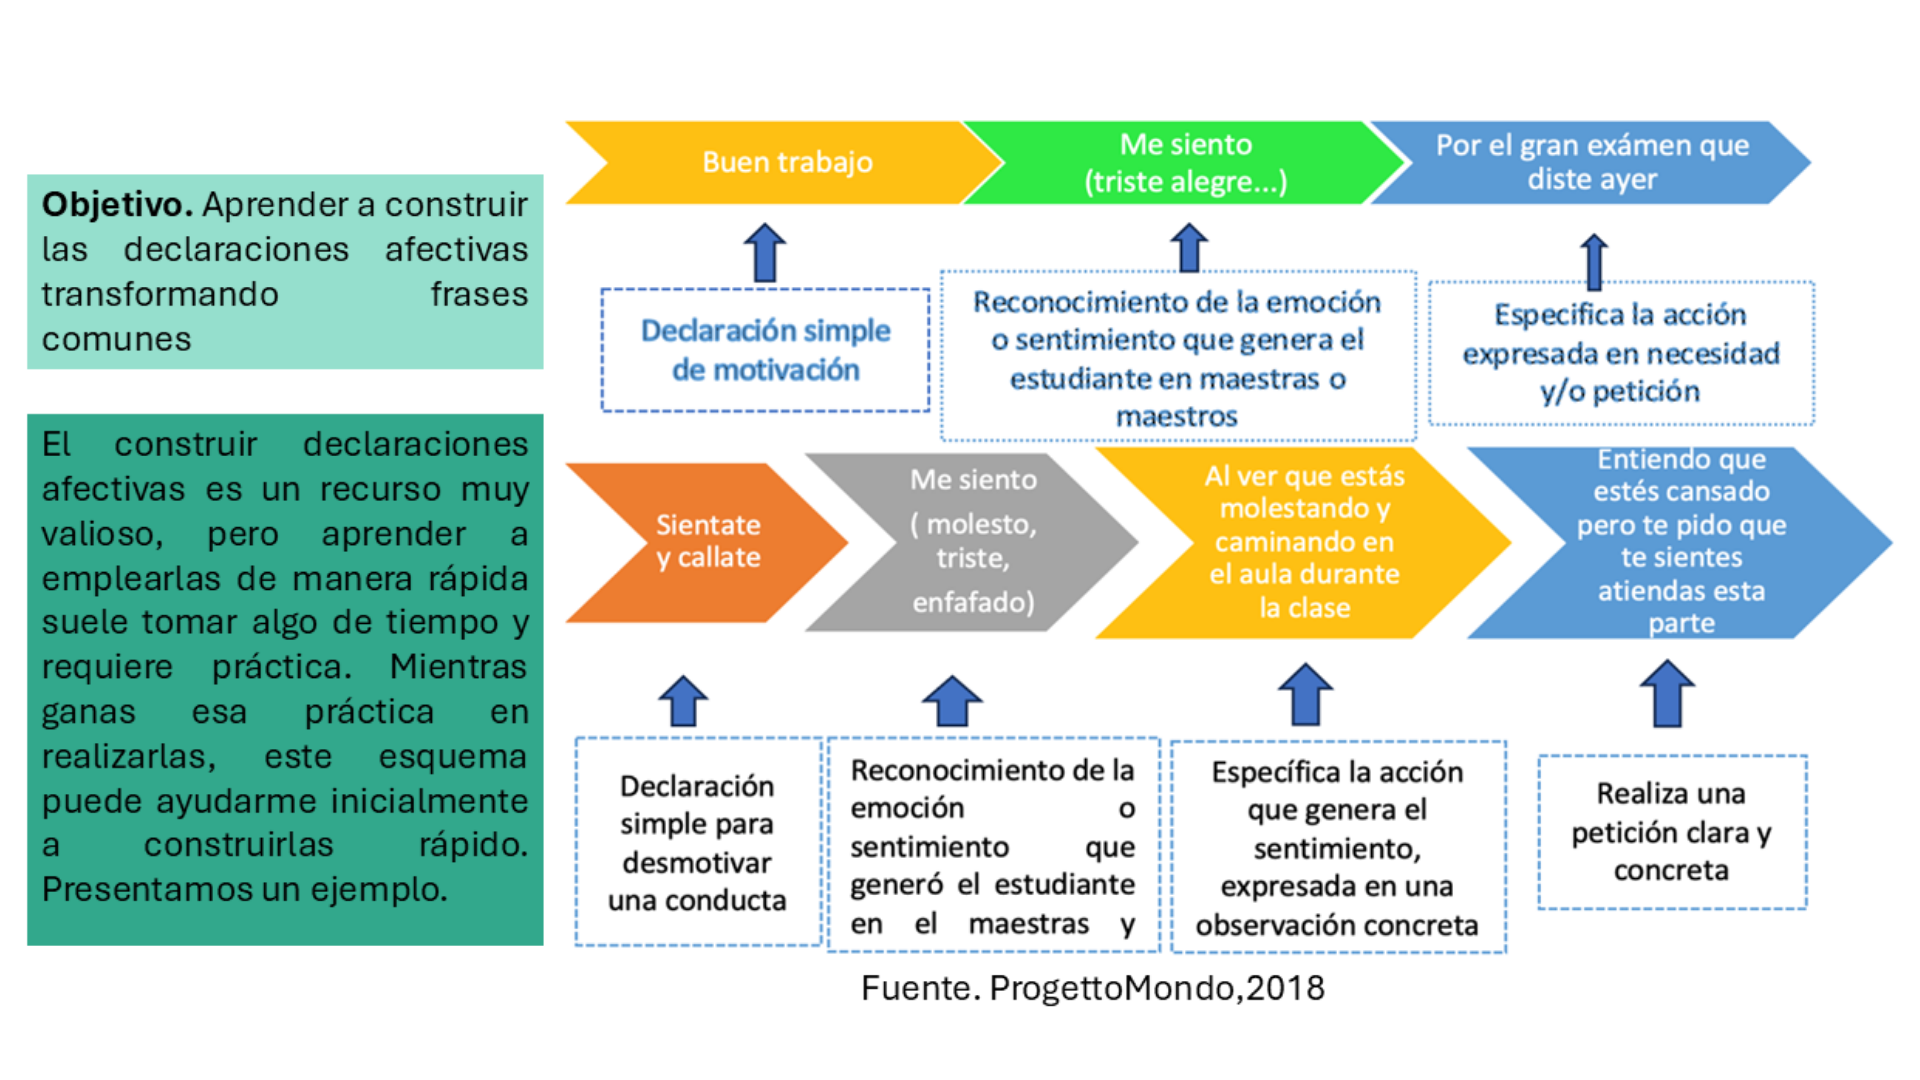 Objetivo. Aprender a construir
las declaraciones afectivas
transformando frases
comunes
El construir declaraciones
afectivas es un recurso muy
valioso, pero aprender a
emplearlas de manera rápida
suele tomar algo de tiempo y
requiere práctica. Mientras
ganas esa práctica en
realizarlas, este esquema
puede ayudarme inicialmente
a construirlas rápido.
Presentamos un ejemplo.
Buen trabajo
Me siento
(triste alegre...)
Por el gran exámen que
diste ayer
Declaración simple
de motivación
Reconocimiento de la emoción
o sentimiento que genera el
estudiante en maestras o
maestros
Especifica la acción
expresada en necesidad
y/o petición
Sientate
y callate
Me siento
( molesto,
triste,
enfafado)
Al ver que estás
molestando y
caminando en
el aula durante
la clase
Entiendo que
estés cansado
pero te pido que
te sientes
atiendas esta
parte
Declaración
simple para
desmotivar
una conducta
Reconocimiento de la
emoción o
sentimiento que
generó el estudiante
en el maestras y
Específica la acción
que genera el
sentimiento,
expresada en una
observación concreta
Realiza una
petición clara y
concreta
Fuente. ProgettoMondo,2018